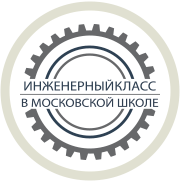 ИНЖЕНЕРНЫЙКЛАСС
В МОСКОВСКОЙ ШКОЛЕ